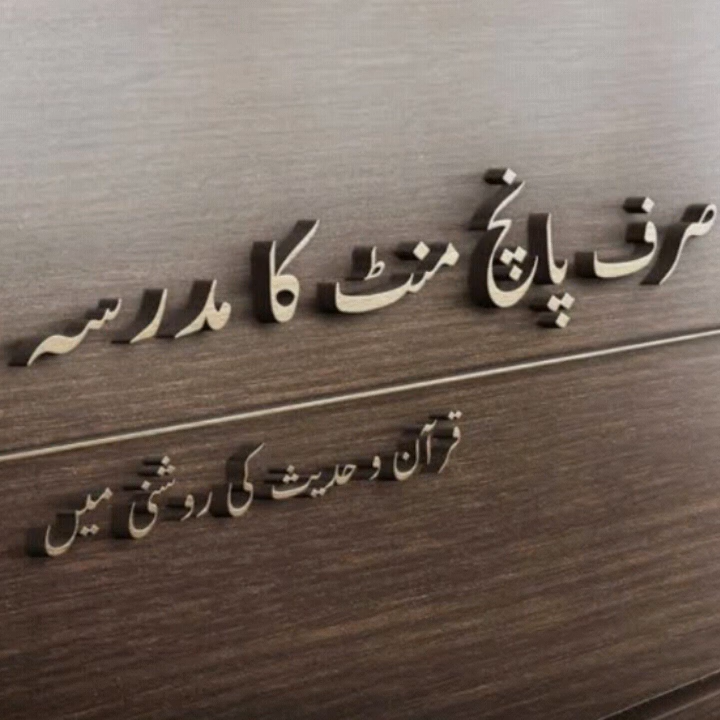 صرف پانچ منٹ کا مدرسہ
قرآن و حدیث کی روشنی میں